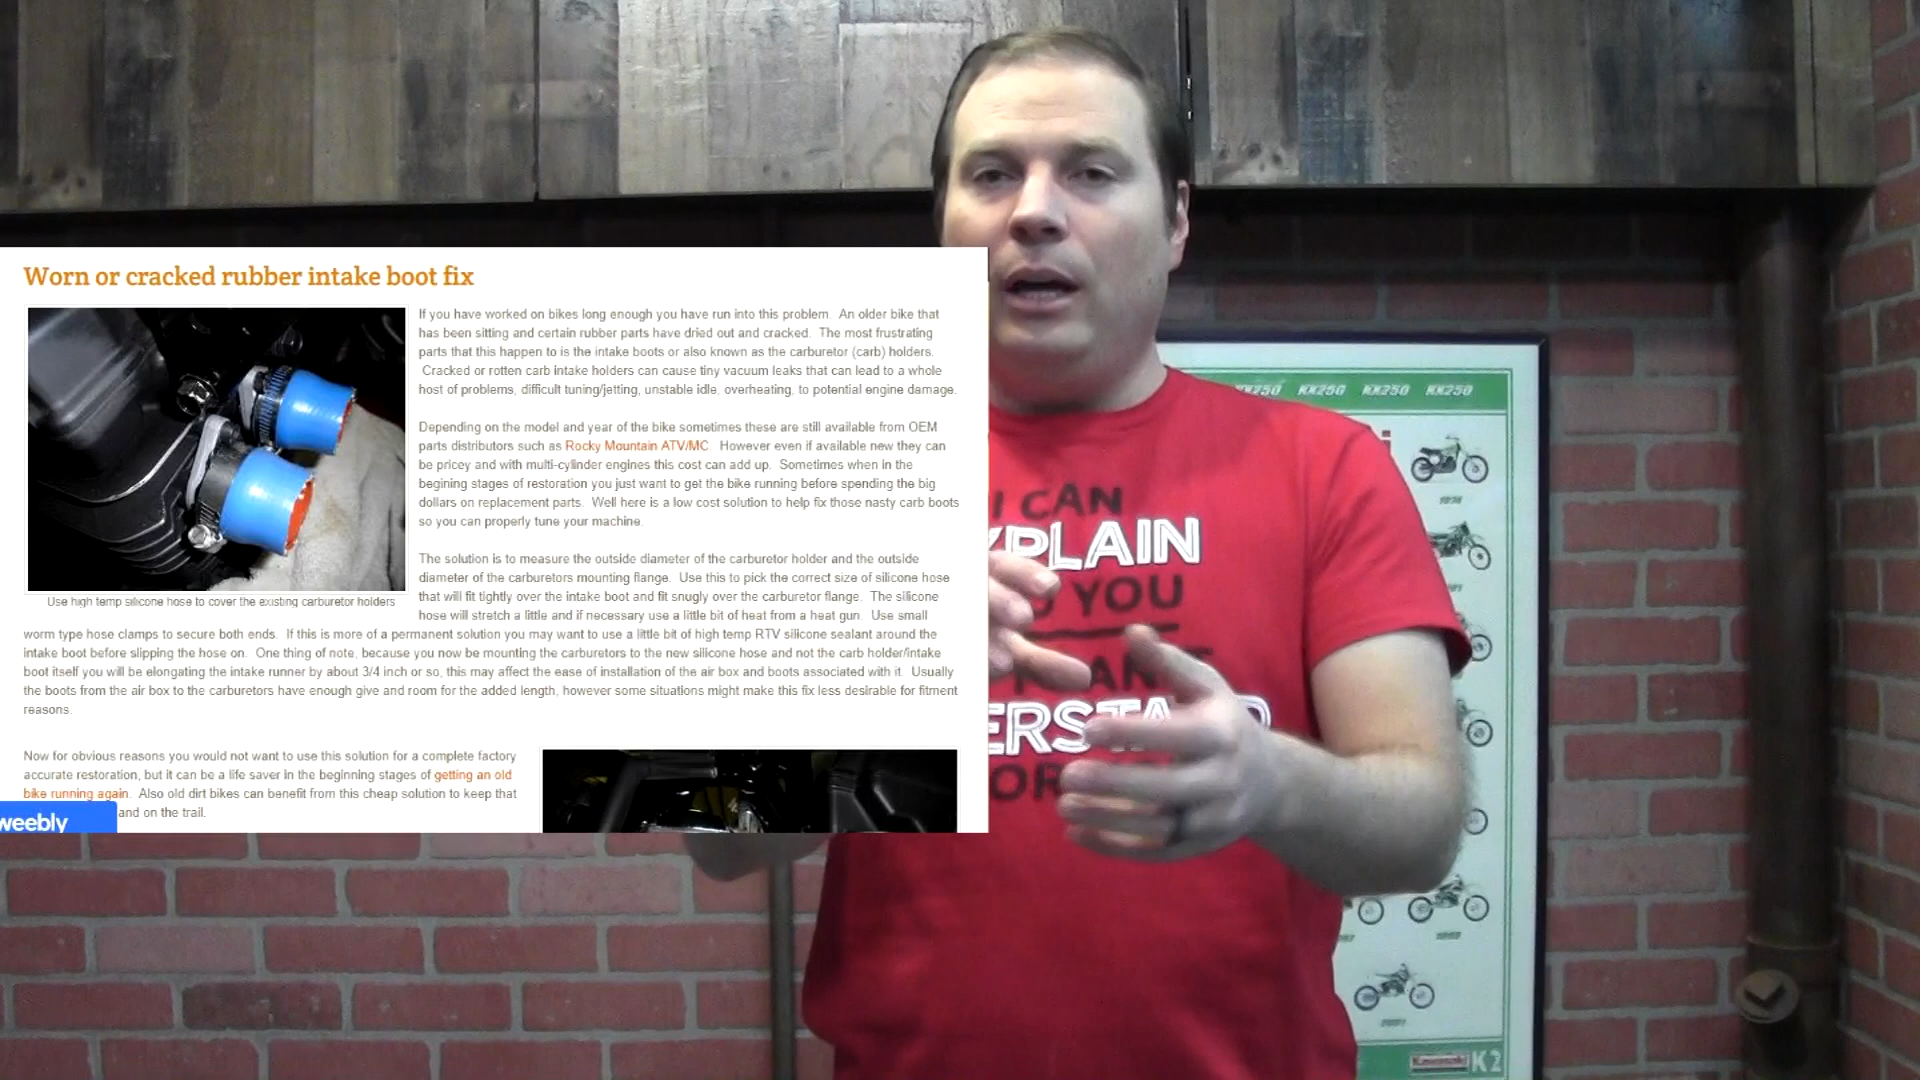 Worn or cracked rubber intake boot fix
If you have worked on bikes long enough you have run into this problem.  An older bike that
has been sitting and certain rubber parts have dried out and cracked.  The most frustrating
parts that this happen to is the intake boots or also known as the carburetor (carb) holders.
Cracked or rotten carb intake holders can cause tiny vacuum leaks that can lead to a whole
host of problems, difficult tuning/jetting, unstable idle, overheating, to potential engine damage.
Depending on the model and year of the bike sometimes these are still available from OEM
parts distributors such as Rocky Mountain ATV/MC.  However even if available new they can
be pricey and with multi-cylinder engines this cost can add up.  Sometimes when in the
begining stages of restoration you just want to get the bike running before spending the big
dollars on replacement parts.  Well here is a low cost solution to help fix those nasty carb boots
so you can properly tune your machine.
The solution is to measure the outside diameter of the carburetor holder and the outside
diameter of the carburetors mounting flange.  Use this to pick the correct size of silicone hose
that will fit tightly over the intake boot and fit snugly over the carburetor flange.  The silicone
hose will stretch a little and if necessary use a little bit of heat from a heat gun.  Use small
worm type hose clamps to secure both ends.  If this is more of a permanent solution you may want to use a little bit of high temp RTV silicone sealant around the
intake boot before slipping the hose on.  One thing of note, because you now be mounting the carburetors to the new silicone hose and not the carb holder/intake
boot itself you will be elongating the intake runner by about 3/4 inch or so, this may affect the ease of installation of the air box and boots associated with it.  Usually
the boots from the air box to the carburetors have enough give and room for the added length, however some situations might make this fix less desirable for fitment
reasons.
Use high temp silicone hose to cover the existing carburetor holders
Now for obvious reasons you would not want to use this solution for a complete factory
accurate restoration, but it can be a life saver in the beginning stages of getting an old
bike running again.  Also old dirt bikes can benefit from this cheap solution to keep that
and on the trail.
weebly
I CAN
XPLAIN
YOU
ERSTA
KX250 KX250 KX250 KX250
1974
K2